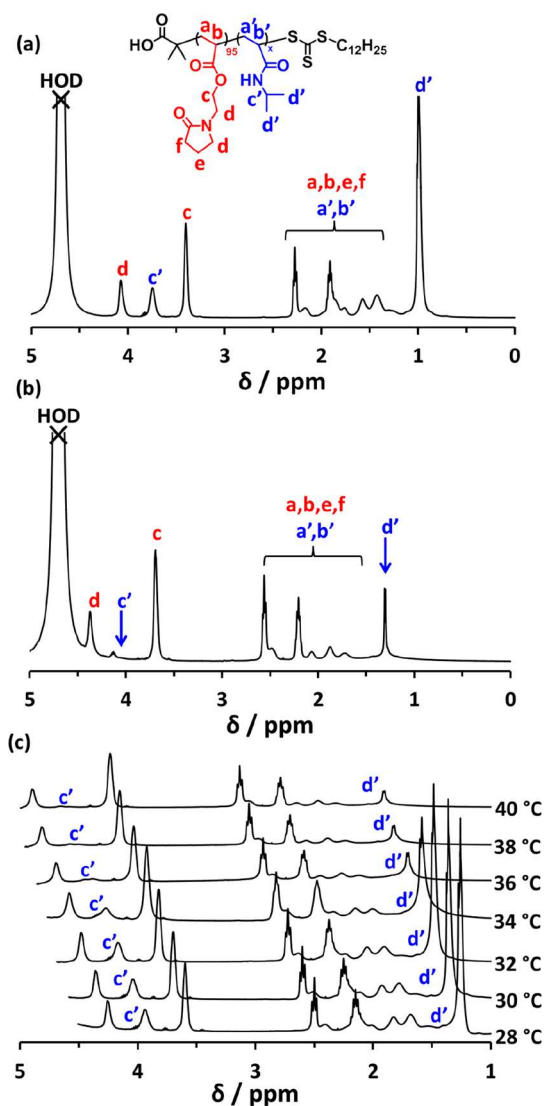 (a)
a b a' b'
HO S S C12H25
O 95 x S
O O
O HN
c d c' d'
O N d'
f d
e
HOD
d'
a,b,e,f
a',b'
d c' c
5 4 3 2 1 0
δ / ppm
(b)
HOD
a,b,e,f
a',b'
d'
c
d c'
5 4 3 2 1 0
δ / ppm
(c)
c' d' 40 °C
c' d' 38 °C
c' d' 36 °C
c' d' 34 °C
c' d' 32 °C
c' d' 30 °C
c' d' 28 °C
5 4 3 2 1
δ / ppm